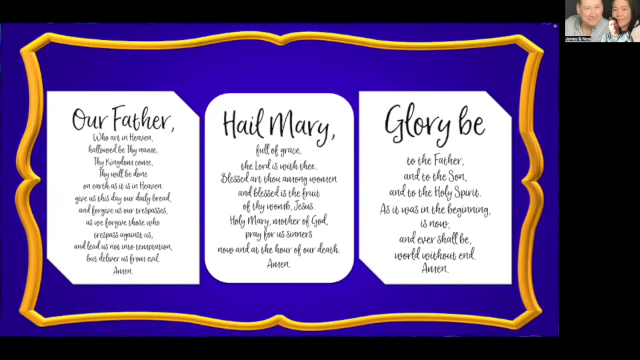 Our Father,
Who art in Heaven,
hallowed be Thy name,
Thy Kingdom come,
Thy will be done
on earth as it is in Heaven.
give us this day our daily bread,
and forgive us our trespasses,
as we forgive those who
trespass against us,
and lead us not into temptation,
but deliver us from evil.
Amen.
Hail Mary,
full of grace,
the Lord is with thee.
Blessed art thou among women
and blessed is the fruit
of thy womb, Jesus.
Holy Mary, mother of God,
pray for us sinners
now and at the hour of our death.
Amen.
Glory be
to the Father,
and to the Son,
and to the Holy Spirit.
As it was in the beginning,
is now,
and ever shall be,
world without end.
Amen.